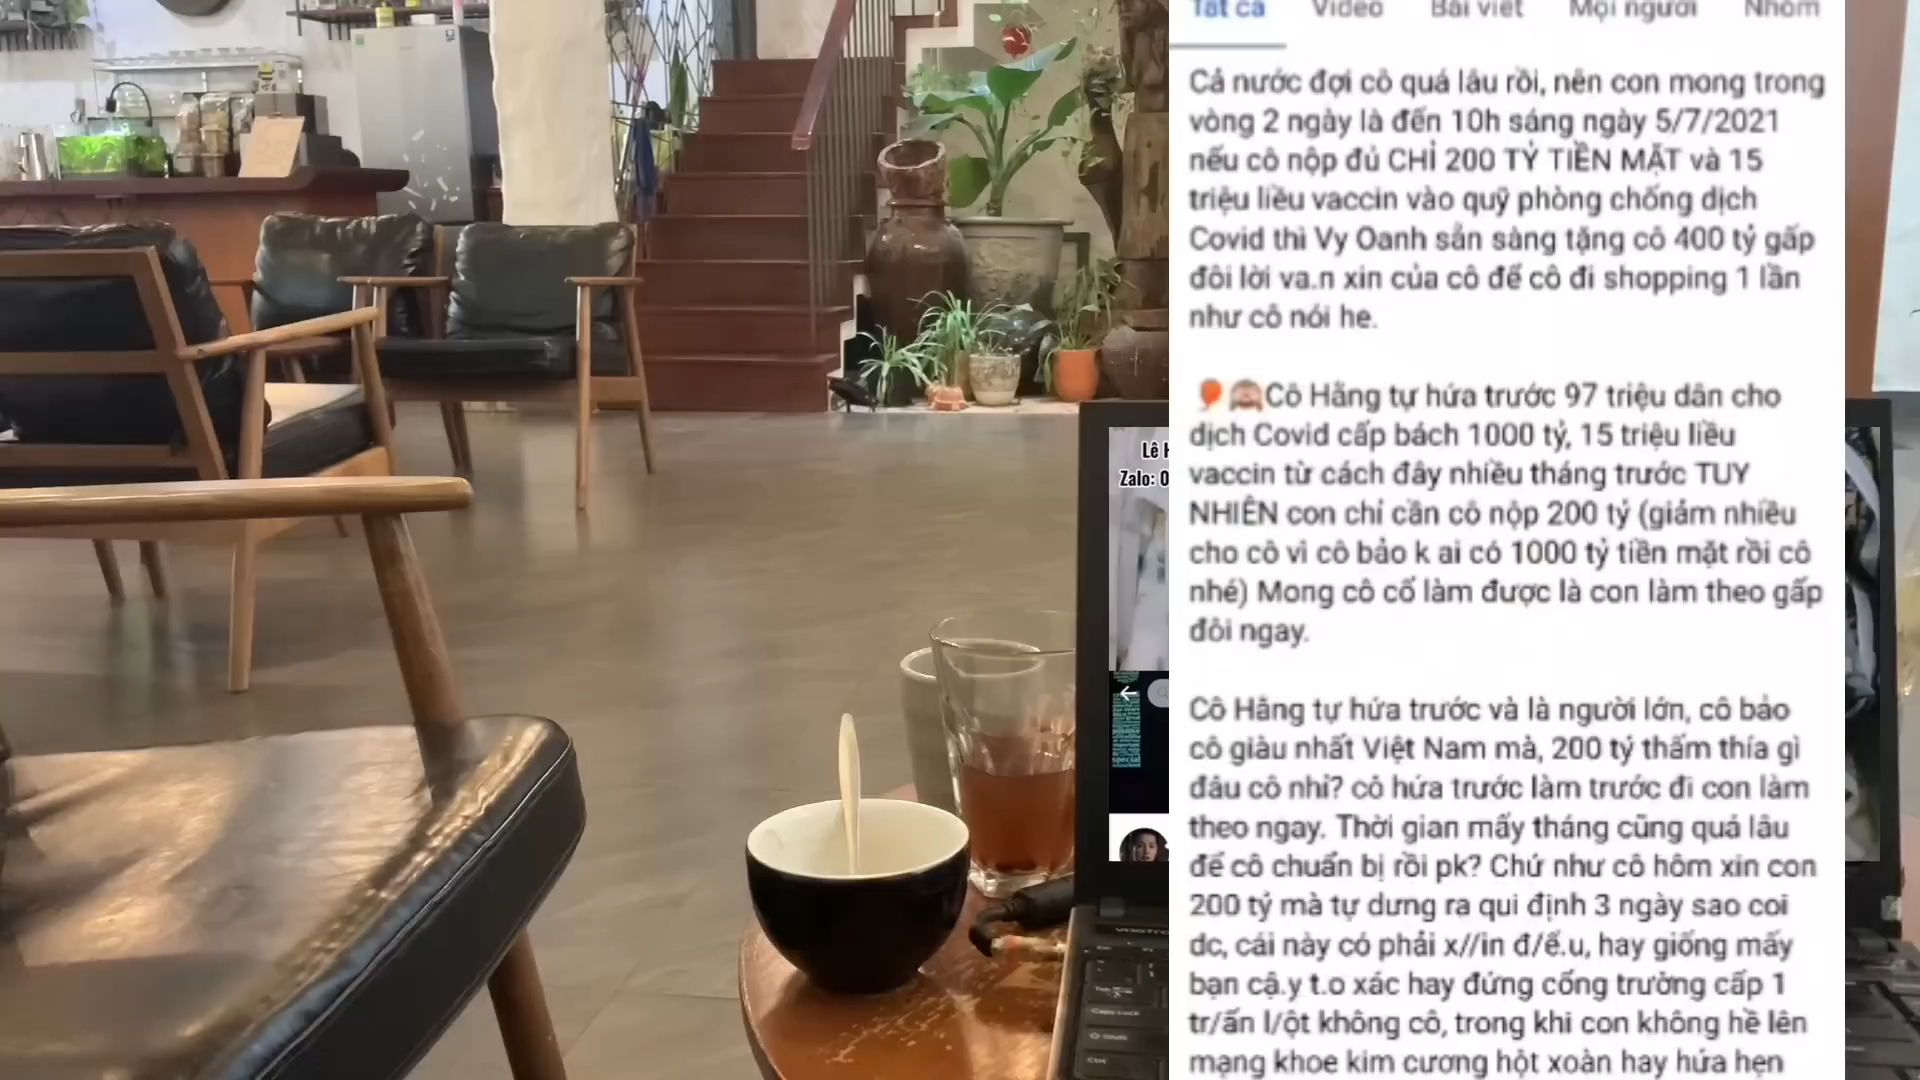 Tất cả Video Bài viết Mọi người Nhóm
Cả nước đợi cô quá lâu rồi, nên con mong trong
vòng 2 ngày là đến 10h sáng ngày 5/7/2021
nếu cô nộp đủ CHỈ 200 TỶ TIỀN MẶT và 15
triệu liều vaccin vào quỹ phòng chống dịch
Covid thì Vy Oanh sẵn sàng tặng cô 400 tỷ gấp
đôi lời va.n xin của cô để cô đi shopping 1 lần
như cô nói he.
Cô Hằng tự hứa trước 97 triệu dân cho
dịch Covid cấp bách 1000 tỷ, 15 triệu liều
vaccin từ cách đây nhiều tháng trước TUY
NHIÊN con chỉ cần cô nộp 200 tỷ (giảm nhiều
cho cô vì cô bảo k ai có 1000 tỷ tiền mặt rồi cô
nhé) Mong cô cố làm được là con làm theo gấp
đôi ngay.
Cô Hằng tự hứa trước và là người lớn, cô bảo
cô giàu nhất Việt Nam mà, 200 tỷ thấm thía gì
đâu cô nhỉ? cô hứa trước làm trước đi con làm
theo ngay. Thời gian mấy tháng cũng quá lâu
để cô chuẩn bị rồi pk? Chứ như cô hôm xin con
200 tỷ mà tự dưng ra qui định 3 ngày sao coi
dc, cái này có phải x//in đ/ể.u, hay giống mấy
bạn cậ.y t.o xác hay đứng cổng trường cấp 1
tr/ấn l/ột không cô, trong khi con không hề lên
mạng khoe kim cương hột xoàn hay hứa hẹn
Lê H
Zalo: 0
special
VOSTRO
Caps Lock